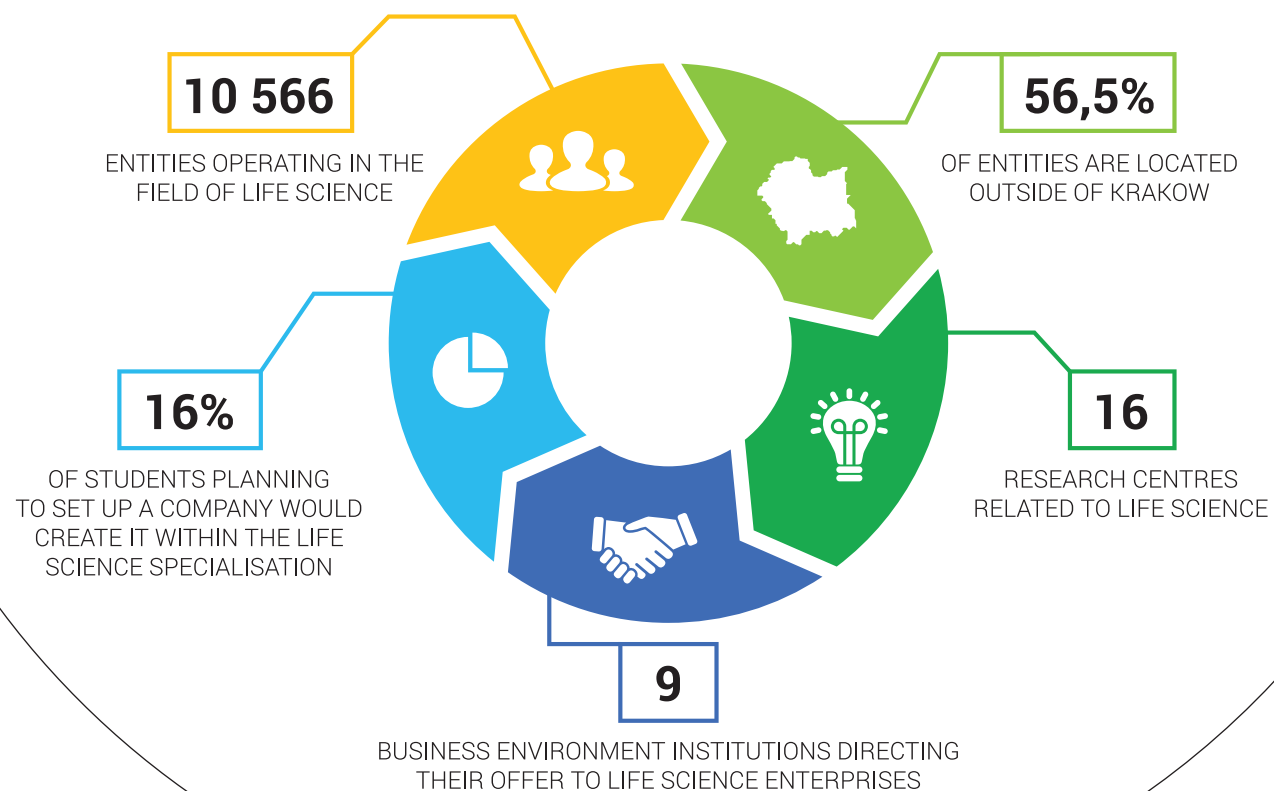 10 566
ENTITIES OPERATING IN THE
FIELD OF LIFE SCIENCE
56,5%
OF ENTITIES ARE LOCATED
OUTSIDE OF KRAKOW
16%
OF STUDENTS PLANNING
TO SET UP A COMPANY WOULD
CREATE IT WITHIN THE LIFE
SCIENCE SPECIALISATION
16
RESEARCH CENTRES
RELATED TO LIFE SCIENCE
9
BUSINESS ENVIRONMENT INSTITUTIONS DIRECTING
THEIR OFFER TO LIFE SCIENCE ENTERPRISES